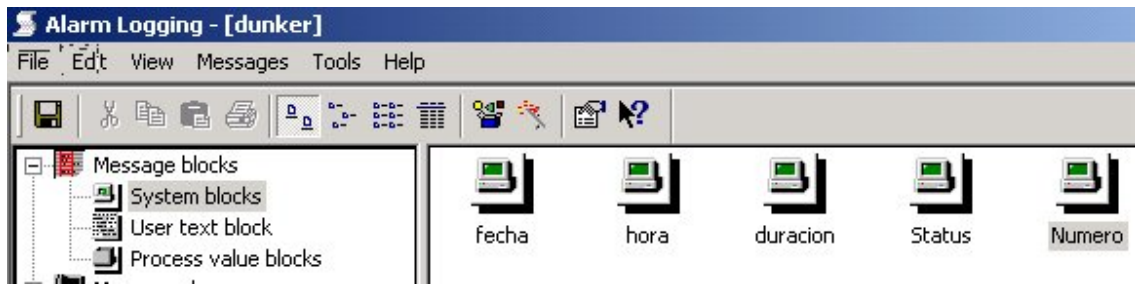 Alarm Logging - [dunker]
File Edit View Messages Tools Help
Message blocks
System blocks
User text block
Process value blocks
fecha hora duracion Status Numero